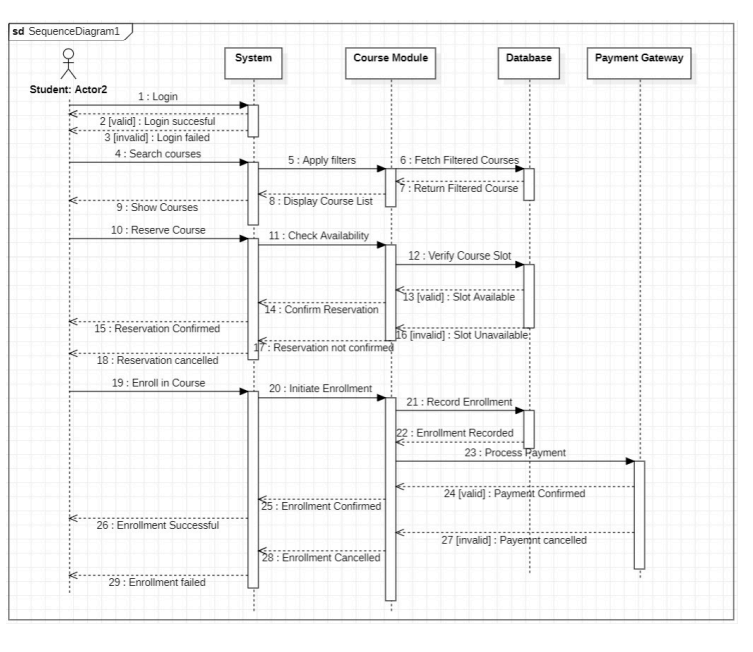 sd SequenceDiagram1
System
Course Module
Database
Payment Gateway
Student: Actor2
1 : Login
2 [valid] : Login succesful
3 [invalid] : Login failed
4 : Search courses
5 : Apply filters
6 : Fetch Filtered Courses
7 : Return Filtered Course
8 : Display Course List
9 : Show Courses
10 : Reserve Course
11 : Check Availability
12 : Verify Course Slot
13 [valid] : Slot Available
14 : Confirm Reservation
15 : Reservation Confirmed
16 [invalid] : Slot Unavailable
17 : Reservation not confirmed
18 : Reservation cancelled
19 : Enroll in Course
20 : Initiate Enrollment
21 : Record Enrollment
22 : Enrollment Recorded
23 : Process Payment
24 [valid] : Payment Confirmed
25 : Enrollment Confirmed
26 : Enrollment Successful
27 [invalid] : Payemnt cancelled
28 : Enrollment Cancelled
29 : Enrollment failed